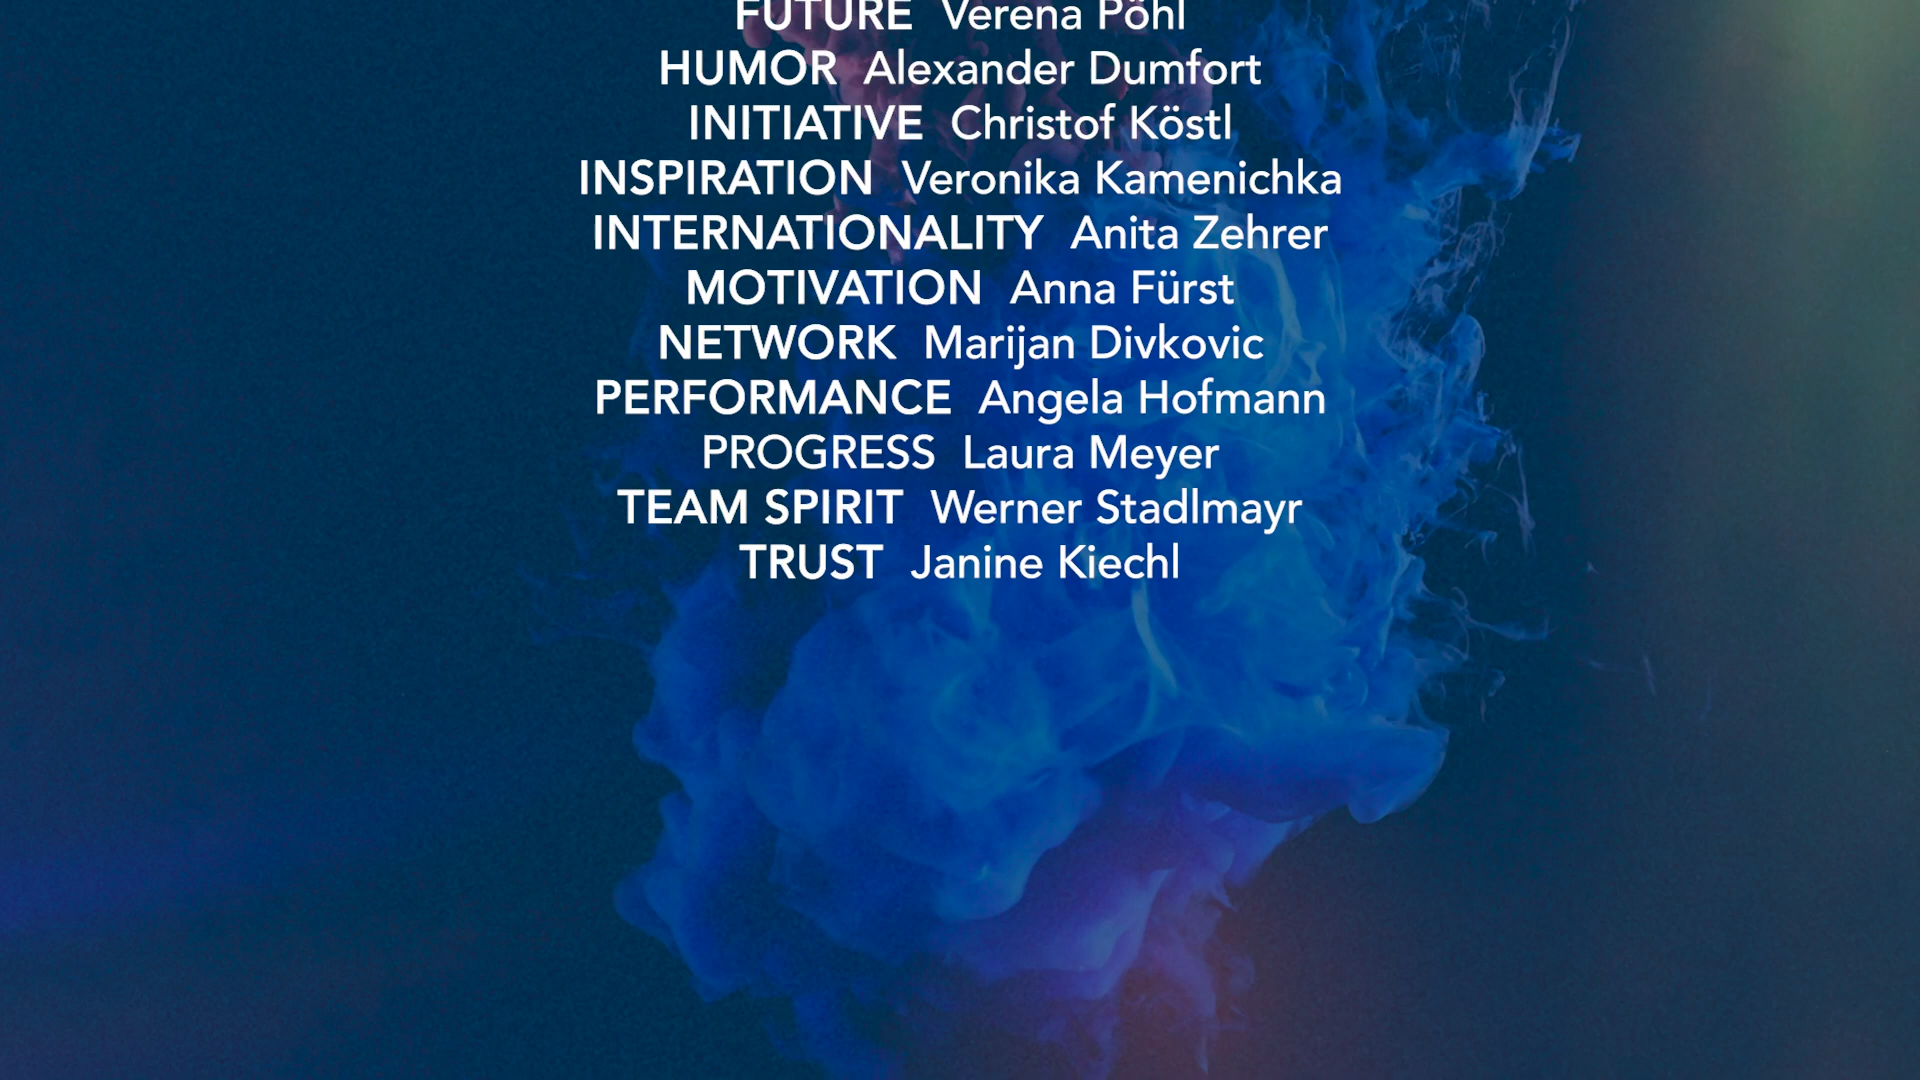 FUTURE Verena Pöhl
HUMOR Alexander Dumfort
INITIATIVE Christof Köstl
INSPIRATION Veronika Kamenichka
INTERNATIONALITY Anita Zehrer
MOTIVATION Anna Fürst
NETWORK Marijan Divkovic
PERFORMANCE Angela Hofmann
PROGRESS Laura Meyer
TEAM SPIRIT Werner Stadlmayr
TRUST Janine Kiechl